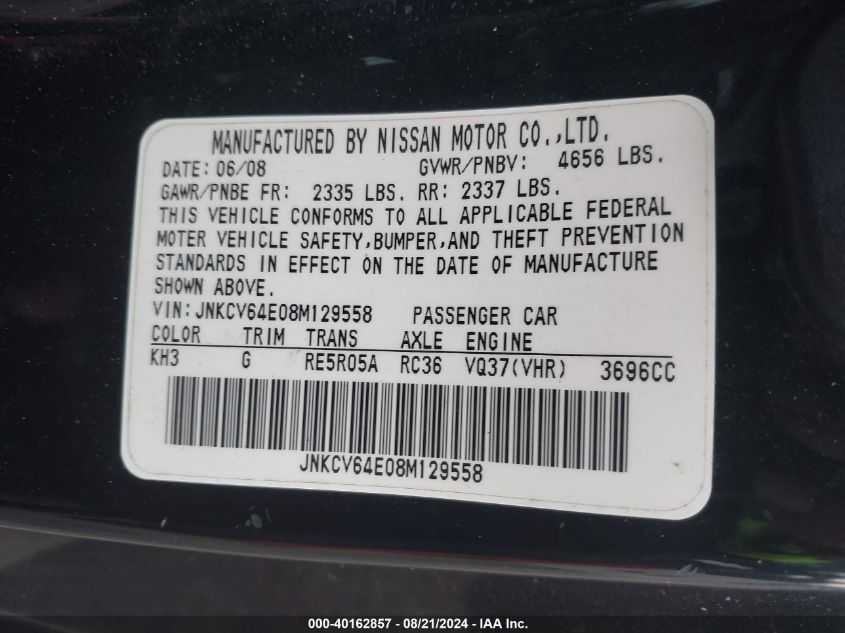 MANUFACTURED BY NISSAN MOTOR CO.,LTD.
DATE: 06/08 GVWR/PNBV: 4656 LBS.
GAWR/PNBE FR: 2335 LBS. RR: 2337 LBS.
THIS VEHICLE CONFORMS TO ALL APPLICABLE FEDERAL
MOTER VEHICLE SAFETY,BUMPER,AND THEFT PREVENTION
STANDARDS IN EFFECT ON THE DATE OF MANUFACTURE
SHOWN ABOVE.
VIN:JNKCV64E08M129558 PASSENGER CAR
COLOR TRIM TRANS AXLE ENGINE
KH3 G RE5R05A RC36 VQ37(VHR) 3696CC
JNKCV64E08M129558
000-40162857 - 08/21/2024 - IAA Inc.